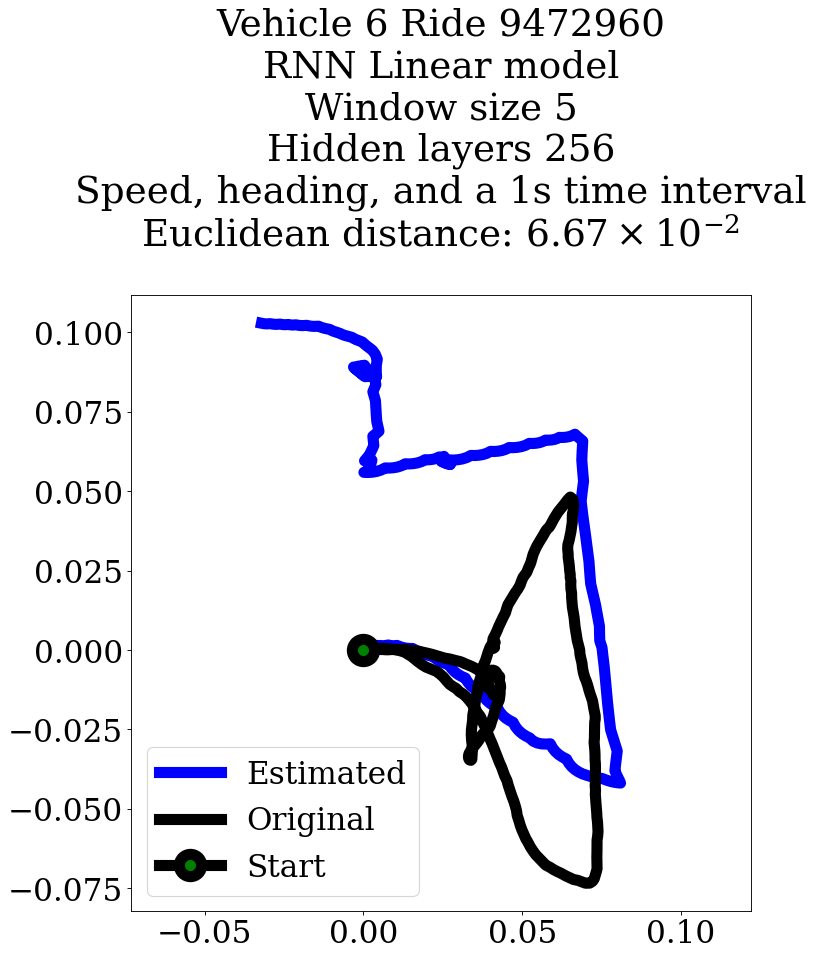 Vehicle 6 Ride 9472960
RNN Linear model
Window size 5
Hidden layers 256
Speed, heading, and a 1s time interval
Euclidean distance: 6.67 × 10⁻²
0.100
0.075
0.050
0.025
0.000
−0.025
−0.050
−0.075
Estimated
Original
Start
−0.05
0.00
0.05
0.10